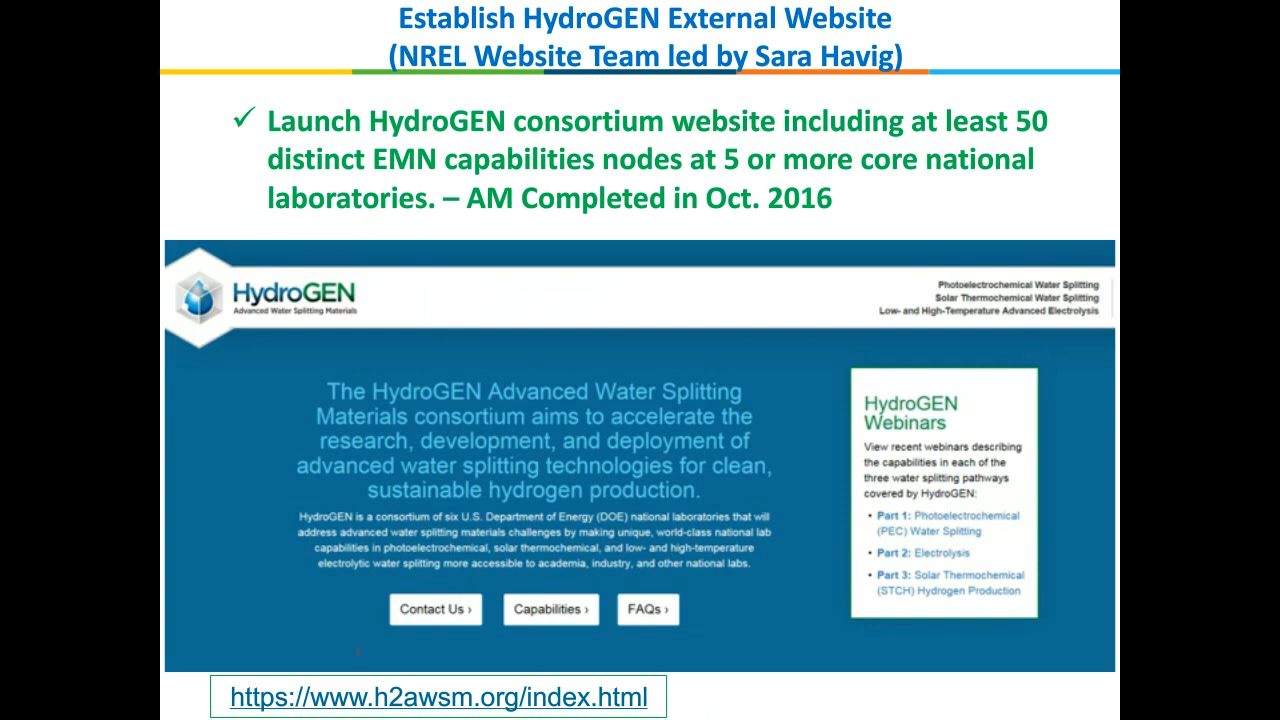 Establish HydroGEN External Website
(NREL Website Team led by Sara Havig)
✓ Launch HydroGEN consortium website including at least 50
distinct EMN capabilities nodes at 5 or more core national
laboratories. – AM Completed in Oct. 2016
HydroGEN
Advanced Water Splitting Materials
Photoelectrochemical Water Splitting
Solar Thermochemical Water Splitting
Low- and High-Temperature Advanced Electrolysis
The HydroGEN Advanced Water Splitting
Materials consortium aims to accelerate the
research, development, and deployment of
advanced water splitting technologies for clean,
sustainable hydrogen production.
HydroGEN is a consortium of six U.S. Department of Energy (DOE) national laboratories that will
address advanced water splitting materials challenges by making unique, world-class national lab
capabilities in photoelectrochemical, solar thermochemical, and low- and high-temperature
electrolytic water splitting more accessible to academia, industry, and other national labs.
Contact Us ›
Capabilities ›
FAQs ›
HydroGEN
Webinars
View recent webinars describing
the capabilities in each of the
three water splitting pathways
covered by HydroGEN:
• Part 1: Photoelectrochemical
(PEC) Water Splitting
• Part 2: Electrolysis
• Part 3: Solar Thermochemical
(STCH) Hydrogen Production
https://www.h2awsm.org/index.html